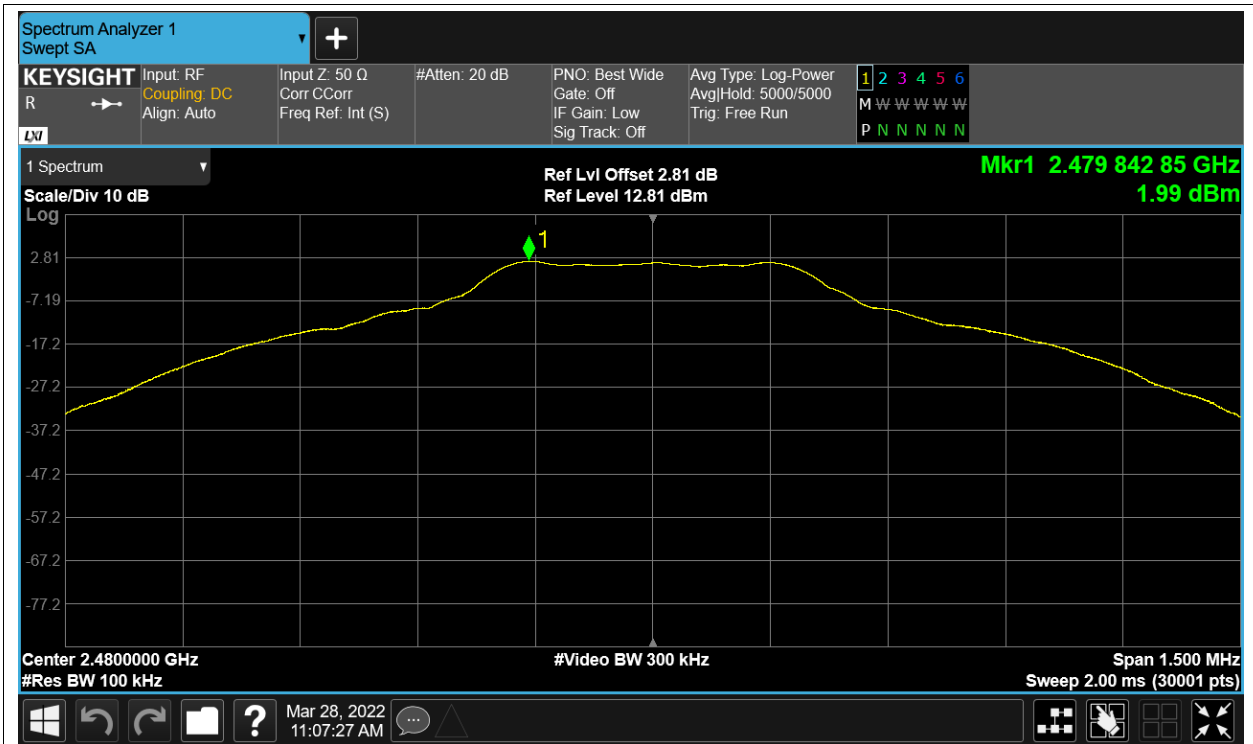 Spectrum Analyzer 1
Swept SA
KEYSIGHT
R
LXI
Input: RF
Coupling: DC
Align: Auto
Input Z: 50 Ω
Corr CCorr
Freq Ref: Int (S)
#Atten: 20 dB
PNO: Best Wide
Gate: Off
IF Gain: Low
Sig Track: Off
Avg Type: Log-Power
Avg|Hold: 5000/5000
Trig: Free Run
1 2 3 4 5 6
M W W W W W
P N N N N N
1 Spectrum
Scale/Div 10 dB
Log
Ref Lvl Offset 2.81 dB
Ref Level 12.81 dBm
Mkr1 2.479 842 85 GHz
1.99 dBm
1
2.81
-7.19
-17.2
-27.2
-37.2
-47.2
-57.2
-67.2
-77.2
Center 2.4800000 GHz
#Res BW 100 kHz
#Video BW 300 kHz
Span 1.500 MHz
Sweep 2.00 ms (30001 pts)
?
Mar 28, 2022
11:07:27 AM